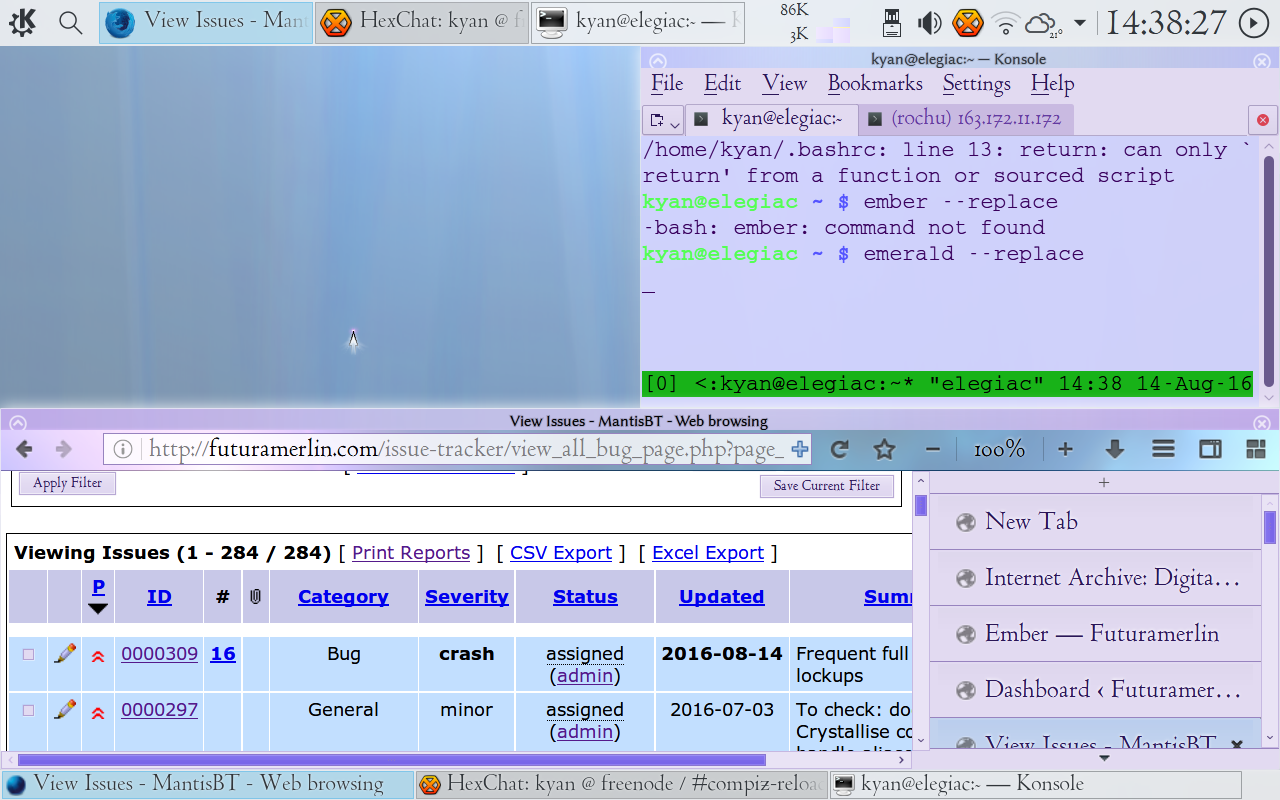 View Issues - Mant
HexChat: kyan @ f
kyan@elegiac:~ — K
86K
3K
21°
14:38:27
kyan@elegiac:~ — Konsole
File Edit View Bookmarks Settings Help
kyan@elegiac:~
(rochu) 163.172.11.172
/home/kyan/.bashrc: line 13: return: can only `
return' from a function or sourced script
kyan@elegiac ~ $ ember --replace
-bash: ember: command not found
kyan@elegiac ~ $ emerald --replace
[0] <:kyan@elegiac:~* "elegiac" 14:38 14-Aug-16
View Issues - MantisBT - Web browsing
http://futuramerlin.com/issue-tracker/view_all_bug_page.php?page_
100%
Apply Filter
Save Current Filter
Viewing Issues (1 - 284 / 284) [ Print Reports ] [ CSV Export ] [ Excel Export ]
P ID # Category Severity Status Updated Sum
0000309 16 Bug crash assigned 2016-08-14 Frequent full
(admin) lockups
0000297 General minor assigned 2016-07-03 To check: do
(admin) Crystallise co
handle aliase
+
New Tab
Internet Archive: Digita…
Ember — Futuramerlin
Dashboard ‹ Futuramer…
View Issues - MantisBT
View Issues - MantisBT - Web browsing
HexChat: kyan @ freenode / #compiz-reloa
kyan@elegiac:~ — Konsole